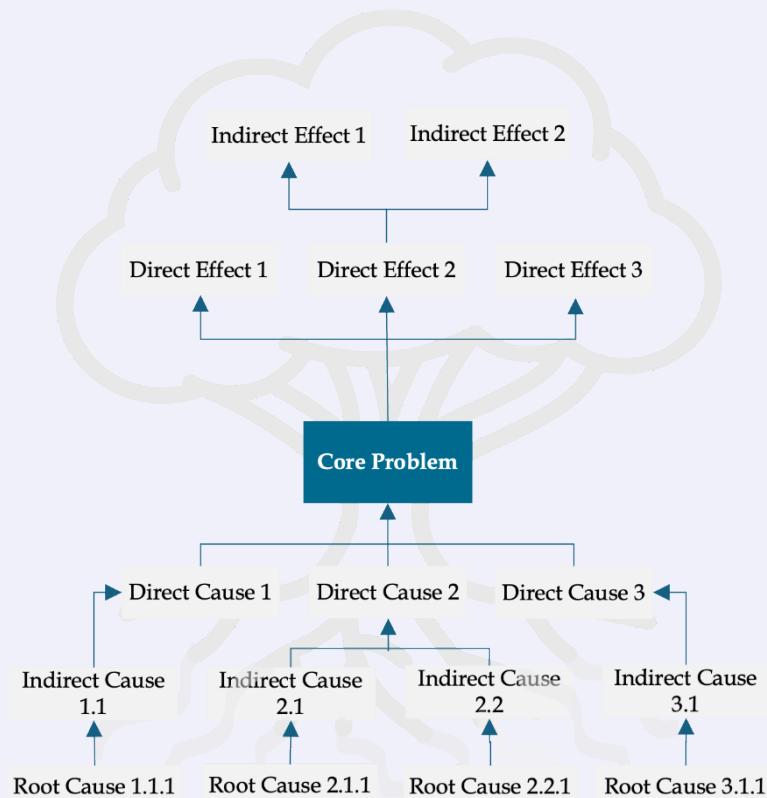 Indirect Effect 1
Indirect Effect 2
Direct Effect 1
Direct Effect 2
Direct Effect 3
Core Problem
Direct Cause 1
Direct Cause 2
Direct Cause 3
Indirect Cause
1.1
Indirect Cause
2.1
Indirect Cause
2.2
Indirect Cause
3.1
Root Cause 1.1.1
Root Cause 2.1.1
Root Cause 2.2.1
Root Cause 3.1.1